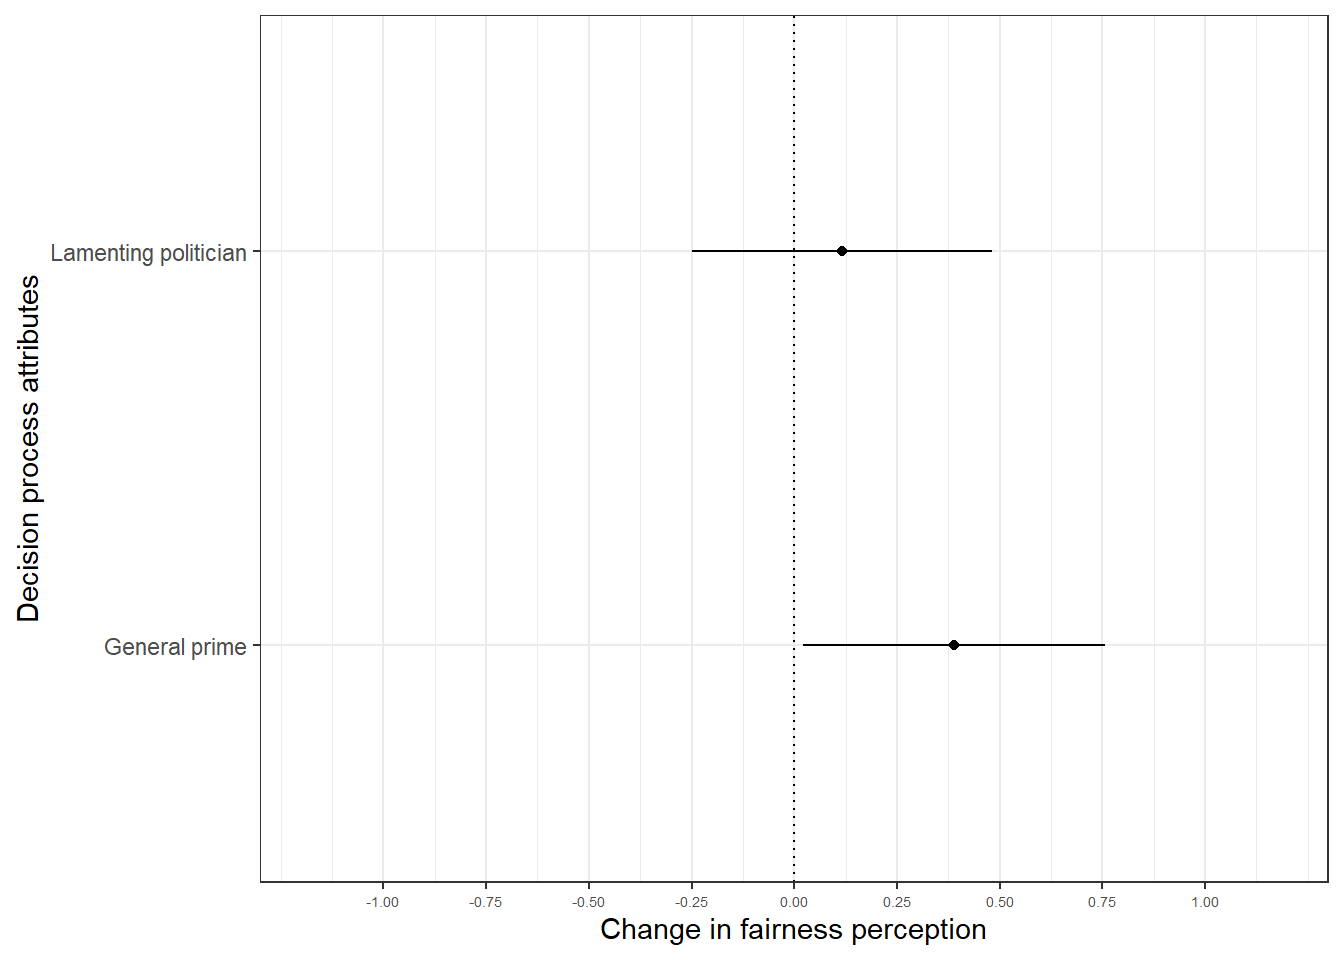 Decision process attributes
Lamenting politician
General prime
-1.00 -0.75 -0.50 -0.25 0.00 0.25 0.50 0.75 1.00
Change in fairness perception